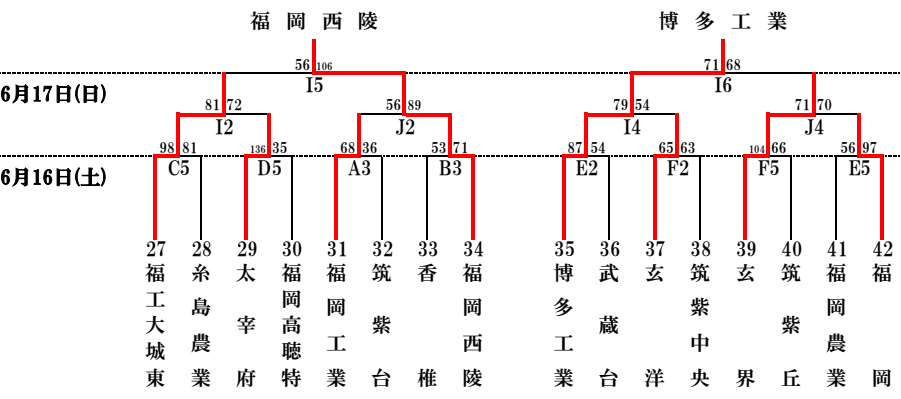 福岡西陵 博多工業
56 106 71 68
I5 I6
6月17日(日)
81 72 56 89 79 54 71 70
I2 J2 I4 J4
98 81 136 35 68 36 53 71 87 54 65 63 104 66 56 97
C5 D5 A3 B3 E2 F2 F5 E5
6月16日(土)
27 28 29 30 31 32 33 34 35 36 37 38 39 40 41 42
福工大城東
糸島農業
太宰府
福岡高聴特
福岡工業
筑紫台
香椎
福岡西陵
博多工業
武蔵台
玄洋
筑紫中央
玄界
筑紫丘
福岡農業
福岡